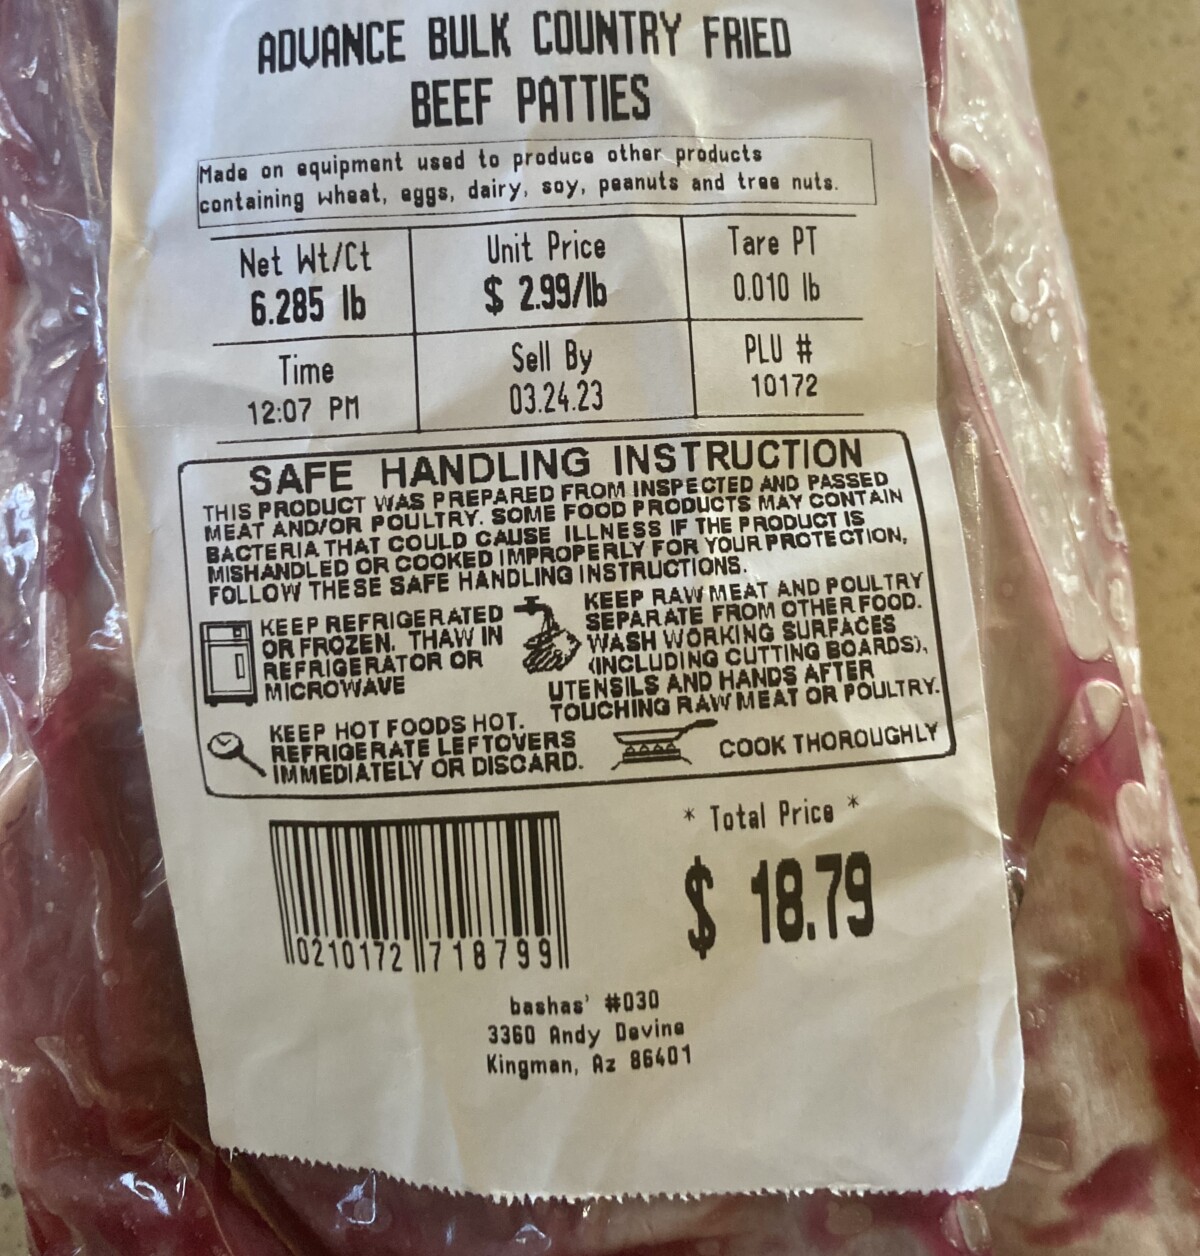 ADVANCE BULK COUNTRY FRIED
BEEF PATTIES
Made on equipment used to produce other products
containing wheat, eggs, dairy, soy, peanuts and tree nuts.
Net Wt/Ct
6.285 lb
Unit Price
$ 2.99/lb
Tare PT
0.010 lb
Time
12:07 PM
Sell By
03.24.23
PLU #
10172
SAFE HANDLING INSTRUCTION
THIS PRODUCT WAS PREPARED FROM INSPECTED AND PASSED
MEAT AND/OR POULTRY. SOME FOOD PRODUCTS MAY CONTAIN
BACTERIA THAT COULD CAUSE ILLNESS IF THE PRODUCT IS
MISHANDLED OR COOKED IMPROPERLY FOR YOUR PROTECTION,
FOLLOW THESE SAFE HANDLING INSTRUCTIONS.
KEEP REFRIGERATED
OR FROZEN. THAW IN
REFRIGERATOR OR
MICROWAVE
KEEP RAW MEAT AND POULTRY
SEPARATE FROM OTHER FOOD.
WASH WORKING SURFACES
(INCLUDING CUTTING BOARDS),
UTENSILS AND HANDS AFTER
TOUCHING RAW MEAT OR POULTRY.
KEEP HOT FOODS HOT.
REFRIGERATE LEFTOVERS
IMMEDIATELY OR DISCARD.
COOK THOROUGHLY
* Total Price *
$ 18.79
0210172 718799
bashas' #030
3360 Andy Devine
Kingman, Az 86401